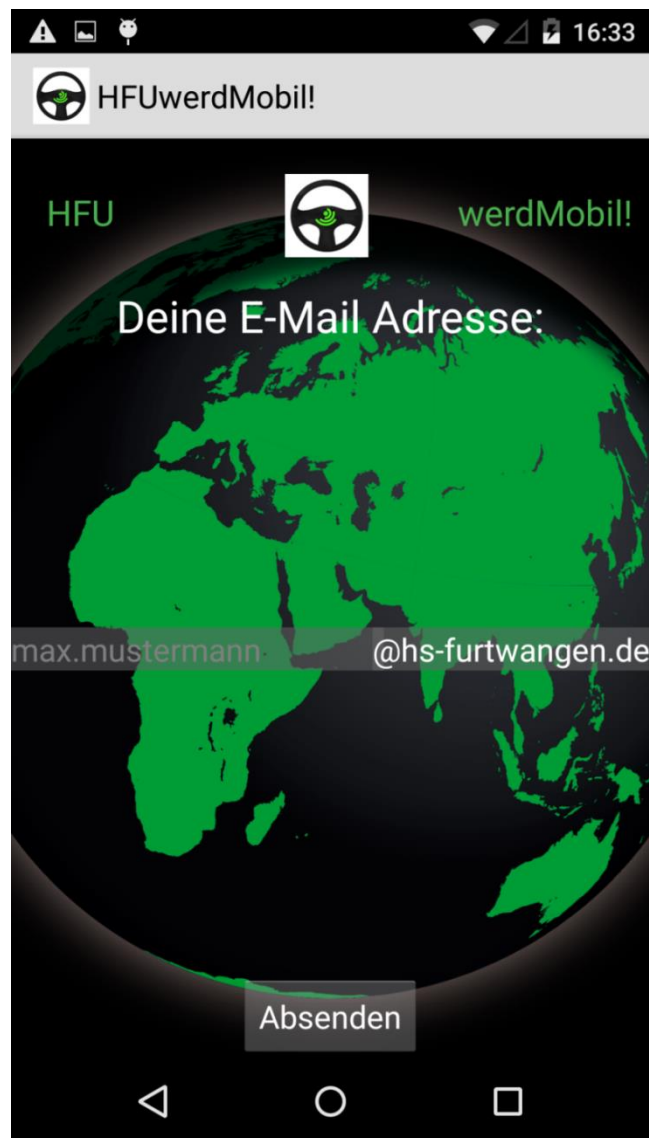 16:33
HFUwerdMobil!
HFU werdMobil!
Deine E-Mail Adresse:
max.mustermann @hs-furtwangen.de
Absenden